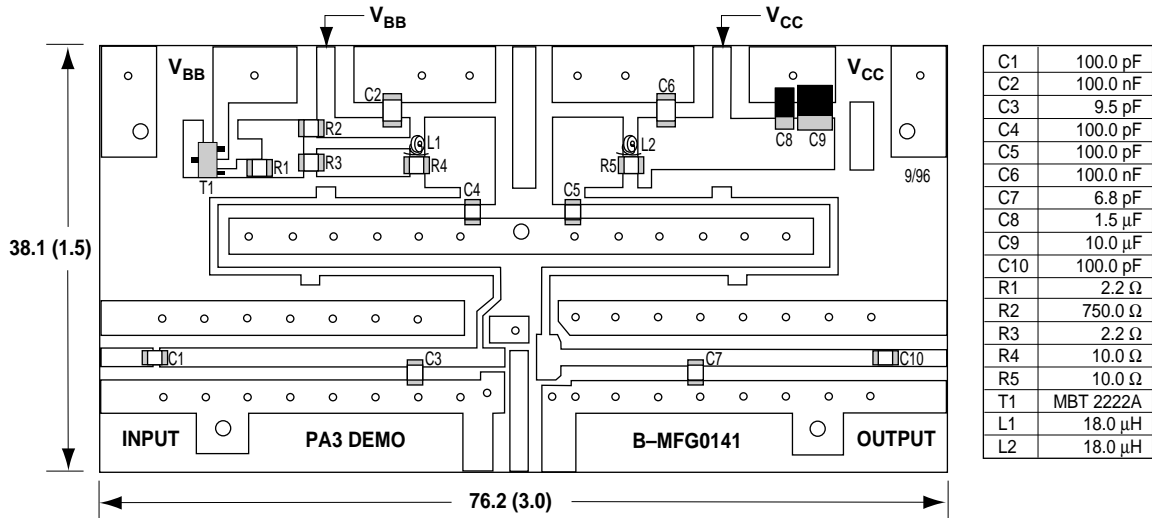 V_BB
V_CC
V_BB
V_CC
C2
C6
R2
L1
L2
C8
C9
R1
R3
R4
R5
T1
9/96
C4
C5
38.1 (1.5)
C1
C3
C7
C10
INPUT
PA3 DEMO
B–MFG0141
OUTPUT
76.2 (3.0)
C1 100.0 pF
C2 100.0 nF
C3 9.5 pF
C4 100.0 pF
C5 100.0 pF
C6 100.0 nF
C7 6.8 pF
C8 1.5 μF
C9 10.0 μF
C10 100.0 pF
R1 2.2 Ω
R2 750.0 Ω
R3 2.2 Ω
R4 10.0 Ω
R5 10.0 Ω
T1 MBT 2222A
L1 18.0 μH
L2 18.0 μH